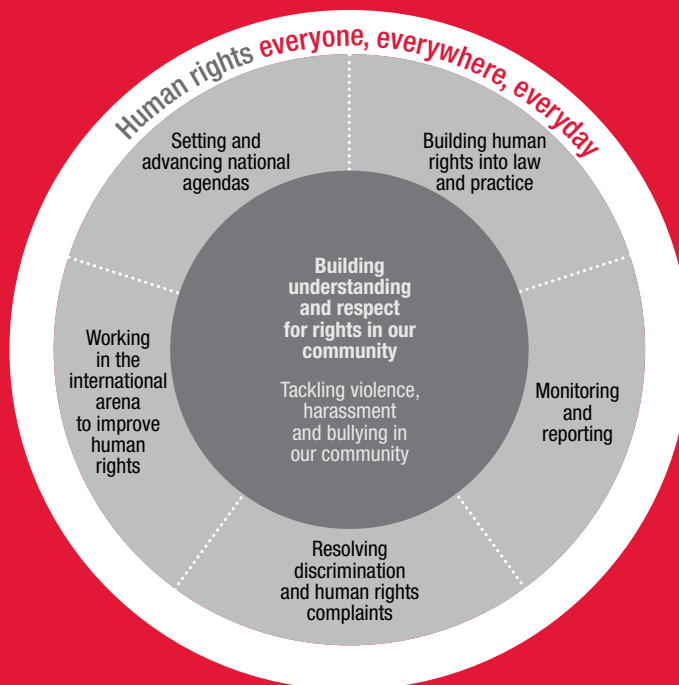 Human rights everyone, everywhere, everyday
Setting and
advancing national
agendas
Building human
rights into law
and practice
Building
understanding
and respect
for rights in our
community
Tackling violence,
harassment
and bullying in
our community
Working
in the
international
arena
to improve
human
rights
Monitoring
and
reporting
Resolving
discrimination
and human rights
complaints